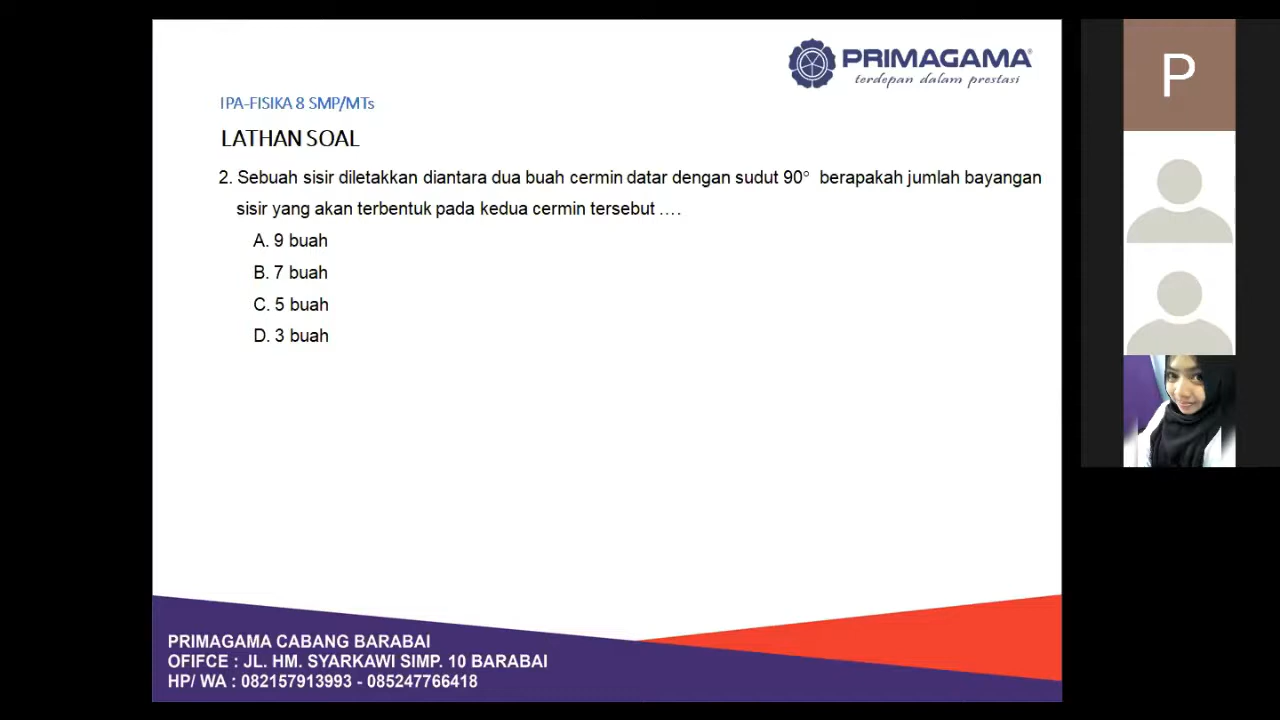 PRIMAGAMA
terdepan dalam prestasi
P
IPA-FISIKA 8 SMP/MTs
LATHAN SOAL
2. Sebuah sisir diletakkan diantara dua buah cermin datar dengan sudut 90° berapakah jumlah bayangan
sisir yang akan terbentuk pada kedua cermin tersebut ….
A. 9 buah
B. 7 buah
C. 5 buah
D. 3 buah
PRIMAGAMA CABANG BARABAI
OFIFCE : JL. HM. SYARKAWI SIMP. 10 BARABAI
HP/ WA : 082157913993 - 085247766418